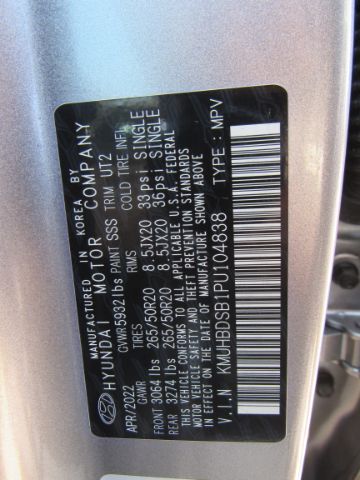 MANUFACTURED IN KOREA BY
HYUNDAI MOTOR COMPANY
GVWR 5932 lbs PAINT SSS TRIM UT2
APR/2022 GAWR RIMS COLD TIRE INFL
FRONT 3064 lbs 265/50R20 8.5JX20 33psi SINGLE
REAR 3274 lbs 265/50R20 8.5JX20 36psi SINGLE
THIS VEHICLE CONFORMS TO ALL APPLICABLE U.S.A. FEDERAL
MOTOR VEHICLE SAFETY AND THEFT PREVENTION STANDARDS
IN EFFECT ON THE DATE OF MANUFACTURE SHOWN ABOVE.
V.I.N. KMUHBDSB1PU104838 TYPE: MPV